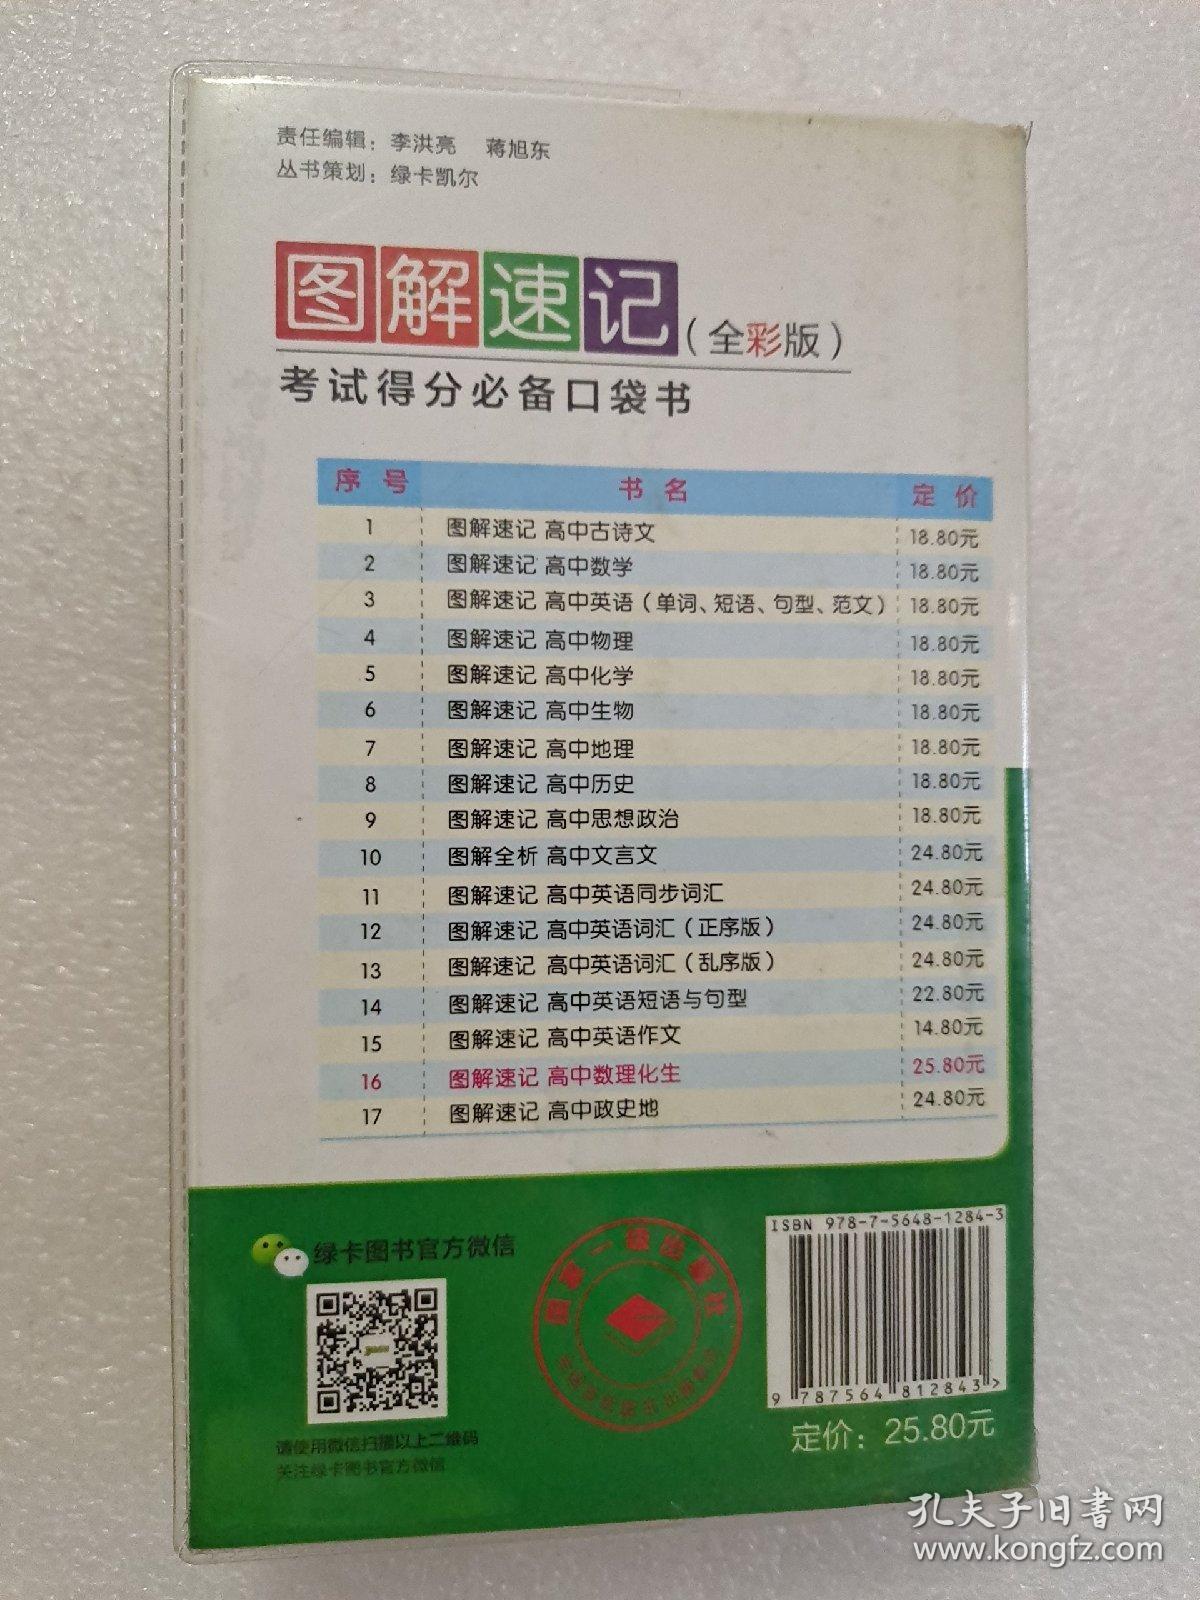 责任编辑：李洪亮 蒋旭东
丛书策划：绿卡凯尔
图解速记（全彩版）
考试得分必备口袋书
序号 书名 定价
1 图解速记 高中古诗文 18.80元
2 图解速记 高中数学 18.80元
3 图解速记 高中英语（单词、短语、句型、范文） 18.80元
4 图解速记 高中物理 18.80元
5 图解速记 高中化学 18.80元
6 图解速记 高中生物 18.80元
7 图解速记 高中地理 18.80元
8 图解速记 高中历史 18.80元
9 图解速记 高中思想政治 18.80元
10 图解全析 高中文言文 24.80元
11 图解速记 高中英语同步词汇 24.80元
12 图解速记 高中英语词汇（正序版） 24.80元
13 图解速记 高中英语词汇（乱序版） 24.80元
14 图解速记 高中英语短语与句型 22.80元
15 图解速记 高中英语作文 14.80元
16 图解速记 高中数理化生 25.80元
17 图解速记 高中政史地 24.80元
绿卡图书官方微信
请使用微信扫描以上二维码
关注绿卡图书官方微信
国家一级出版社
ISBN 978-7-5648-1284-3
9 787564 812843 >
定价：25.80元
孔夫子旧书网
www.kongfz.com